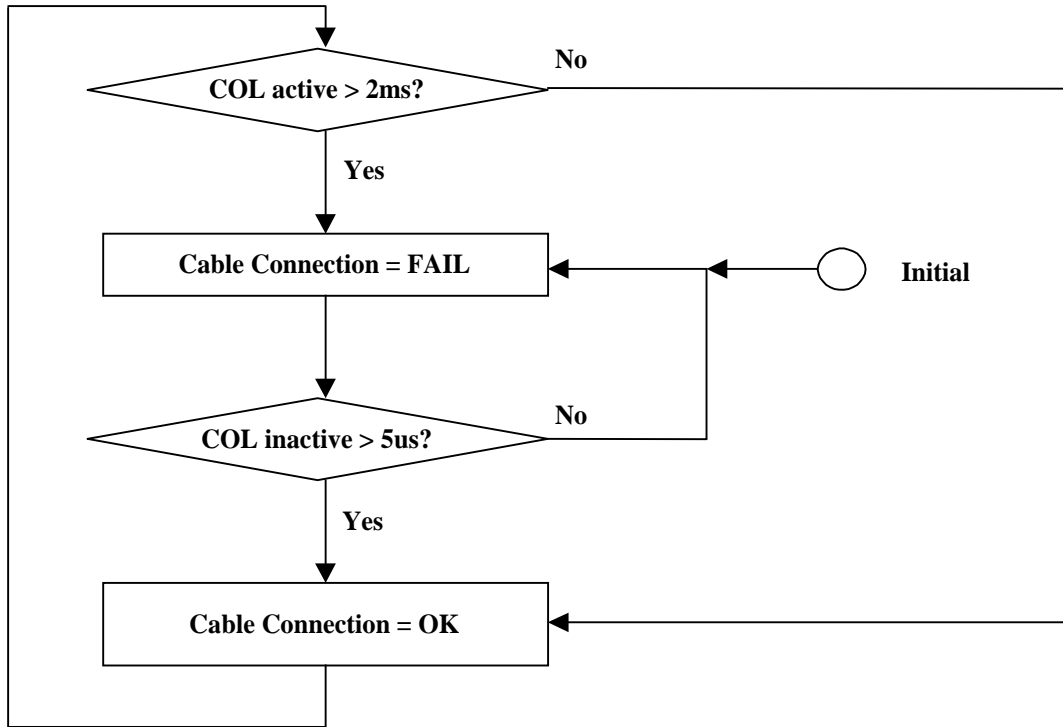 No
COL active > 2ms?
Yes
Cable Connection = FAIL
Initial
No
COL inactive > 5us?
Yes
Cable Connection = OK